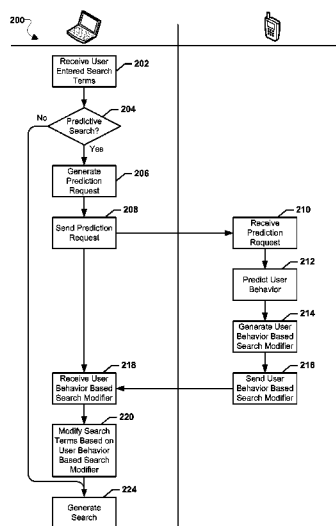 200
Receive User
Entered Search
Terms
202
204
Predictive
Search?
No
Yes
Generate
Prediction
Request
206
208
Send Prediction
Request
210
Receive
Prediction
Request
212
Predict User
Behavior
214
Generate User
Behavior Based
Search Modifier
216
Send User
Behavior Based
Search Modifier
218
Receive User
Behavior Based
Search Modifier
220
Modify Search
Terms Based on
User Behavior
Based Search
Modifier
224
Generate
Search